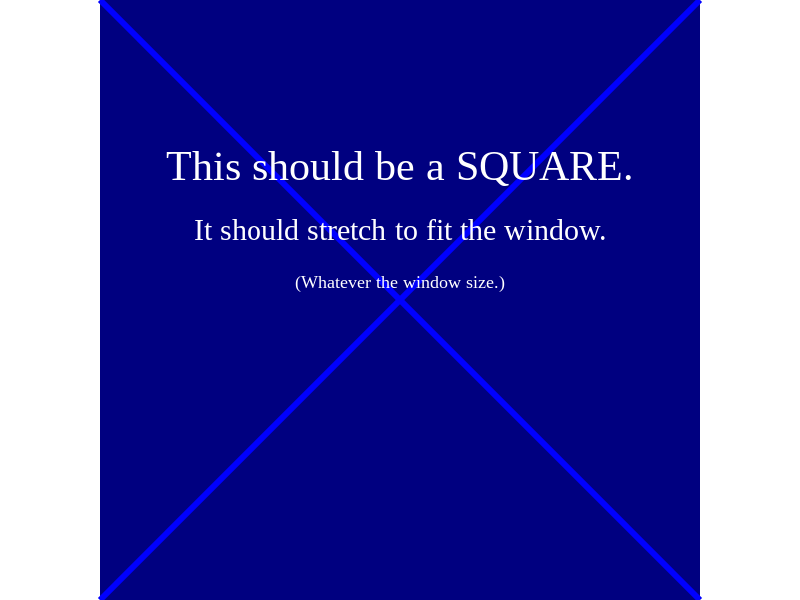 This should be a SQUARE.
It should stretch to fit the window.
(Whatever the window size.)